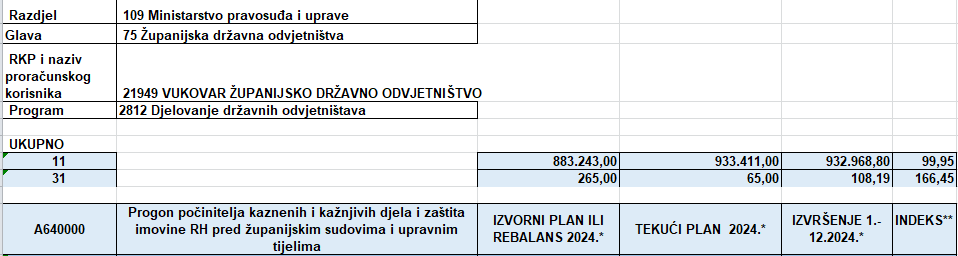 Razdjel 109 Ministarstvo pravosuđa i uprave
Glava 75 Županijska državna odvjetništva
RKP i naziv
proračunskog
korisnika 21949 VUKOVAR ŽUPANIJSKO DRŽAVNO ODVJETNIŠTVO
Program 2812 Djelovanje državnih odvjetništava
UKUPNO
11 883.243,00 933.411,00 932.968,80 99,95
31 265,00 65,00 108,19 166,45
A640000 Progon počinitelja kaznenih i kažnjivih djela i zaštita imovine RH pred županijskim sudovima i upravnim tijelima IZVORNI PLAN ILI REBALANS 2024.* TEKUĆI PLAN 2024.* IZVRŠENJE 1.-12.2024.* INDEKS**